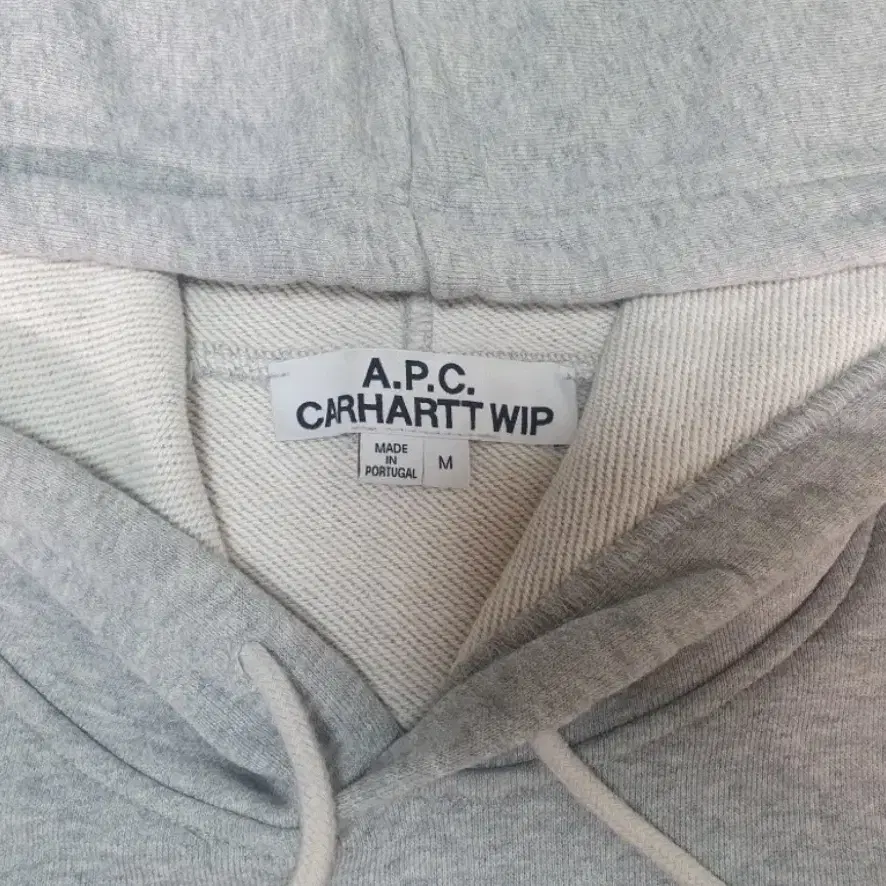 A.P.C.
CARHARTT WIP
MADE
IN
PORTUGAL
M